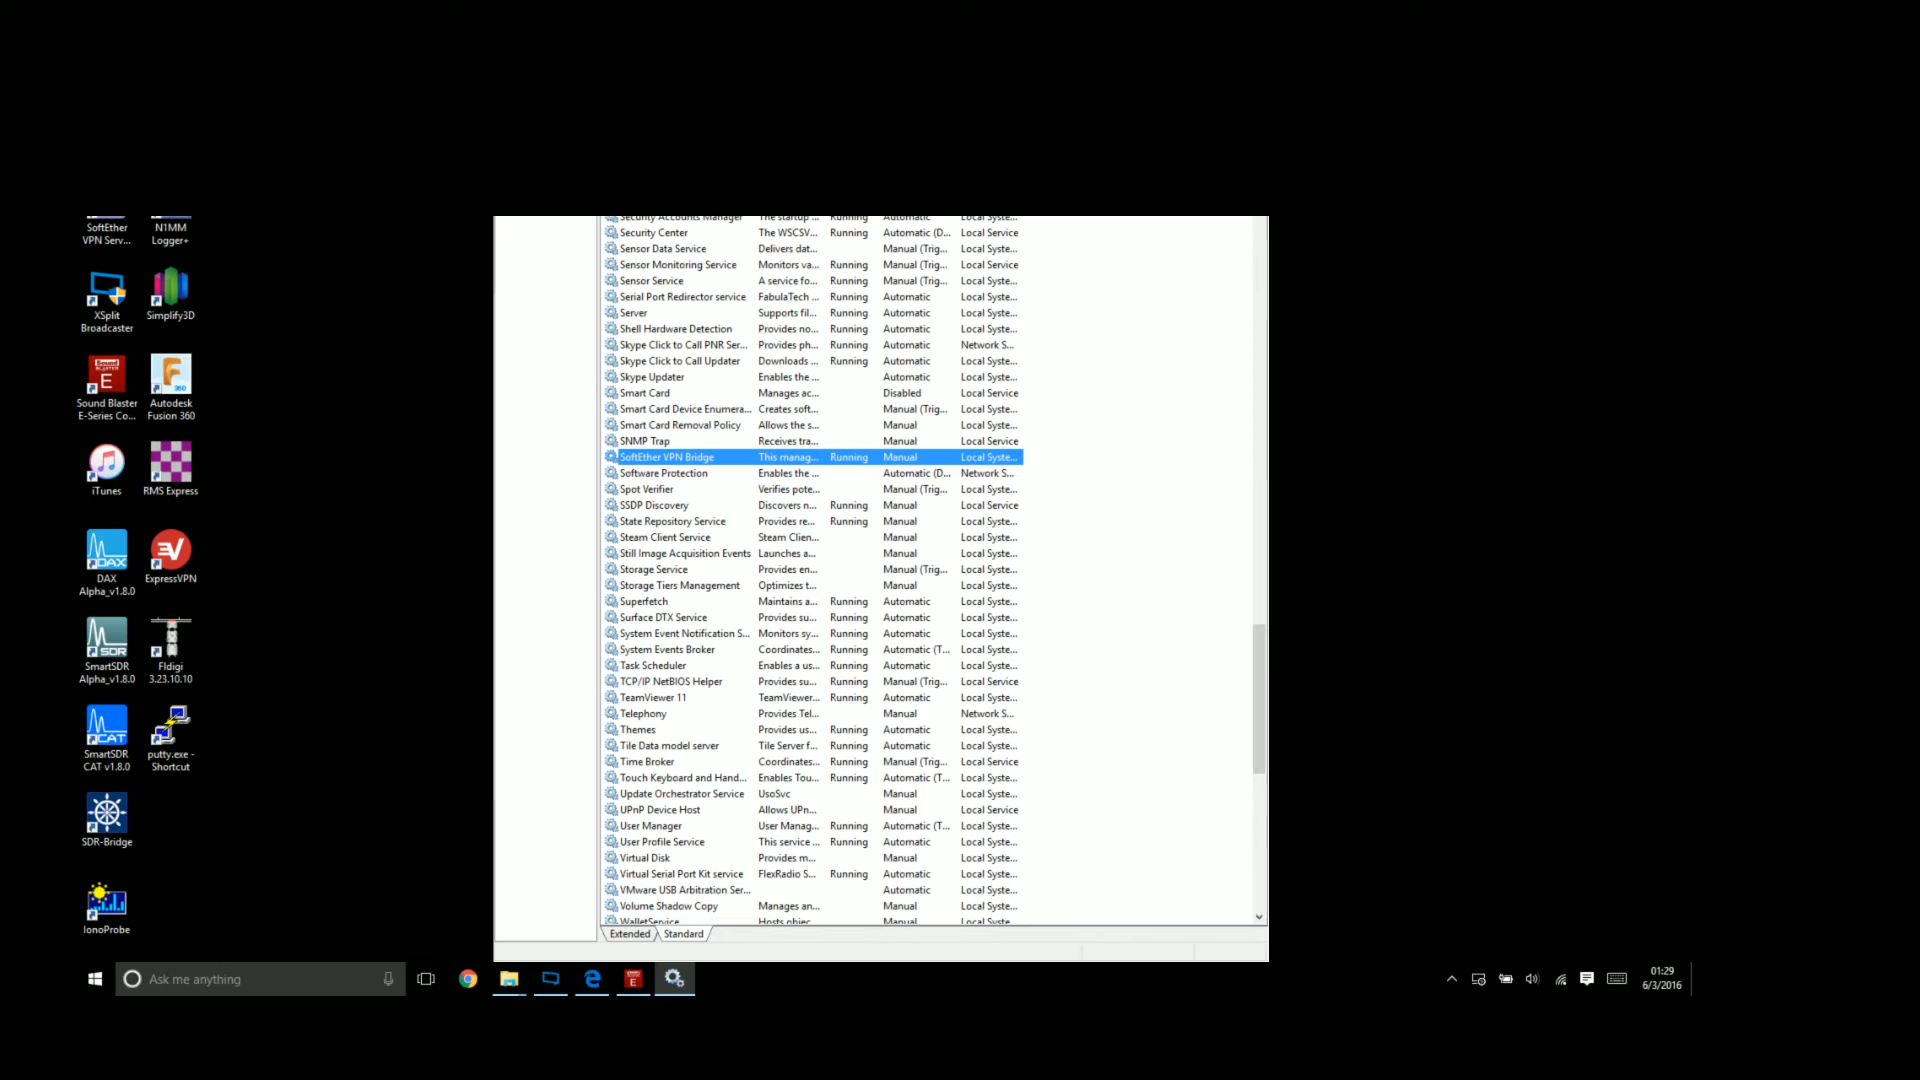 SoftEther
VPN Serv...
N1MM
Logger+
XSplit
Broadcaster
Simplify3D
Sound BLASTER
E
Sound Blaster
E-Series Co...
360
Autodesk
Fusion 360
iTunes
RMS Express
DAX
DAX
Alpha_v1.8.0
ExpressVPN
SDR
SmartSDR
Alpha_v1.8.0
Fldigi
3.23.10.10
CAT
SmartSDR
CAT v1.8.0
putty.exe -
Shortcut
SDR-Bridge
IonoProbe
Security Accounts Manager The startup ... Running Automatic Local Syste...
Security Center The WSCSV... Running Automatic (D... Local Service
Sensor Data Service Delivers dat... Manual (Trig... Local Syste...
Sensor Monitoring Service Monitors va... Running Manual (Trig... Local Service
Sensor Service A service fo... Running Manual (Trig... Local Syste...
Serial Port Redirector service FabulaTech ... Running Automatic Local Syste...
Server Supports fil... Running Automatic Local Syste...
Shell Hardware Detection Provides no... Running Automatic Local Syste...
Skype Click to Call PNR Ser... Provides ph... Running Automatic Network S...
Skype Click to Call Updater Downloads ... Running Automatic Local Syste...
Skype Updater Enables the ... Automatic Local Syste...
Smart Card Manages ac... Disabled Local Service
Smart Card Device Enumera... Creates soft... Manual (Trig... Local Syste...
Smart Card Removal Policy Allows the s... Manual Local Syste...
SNMP Trap Receives tra... Manual Local Service
SoftEther VPN Bridge This manag... Running Manual Local Syste...
Software Protection Enables the ... Automatic (D... Network S...
Spot Verifier Verifies pote... Manual (Trig... Local Syste...
SSDP Discovery Discovers n... Running Manual Local Service
State Repository Service Provides re... Running Manual Local Syste...
Steam Client Service Steam Clien... Manual Local Syste...
Still Image Acquisition Events Launches a... Manual Local Syste...
Storage Service Provides en... Manual (Trig... Local Syste...
Storage Tiers Management Optimizes t... Manual Local Syste...
Superfetch Maintains a... Running Automatic Local Syste...
Surface DTX Service Provides su... Running Automatic Local Syste...
System Event Notification S... Monitors sy... Running Automatic Local Syste...
System Events Broker Coordinates... Running Automatic (T... Local Syste...
Task Scheduler Enables a us... Running Automatic Local Syste...
TCP/IP NetBIOS Helper Provides su... Running Manual (Trig... Local Service
TeamViewer 11 TeamViewer... Running Automatic Local Syste...
Telephony Provides Tel... Manual Network S...
Themes Provides us... Running Automatic Local Syste...
Tile Data model server Tile Server f... Running Automatic Local Syste...
Time Broker Coordinates... Running Manual (Trig... Local Service
Touch Keyboard and Hand... Enables Tou... Running Automatic (T... Local Syste...
Update Orchestrator Service UsoSvc Manual Local Syste...
UPnP Device Host Allows UPn... Manual Local Service
User Manager User Manag... Running Automatic (T... Local Syste...
User Profile Service This service ... Running Automatic Local Syste...
Virtual Disk Provides m... Manual Local Syste...
Virtual Serial Port Kit service FlexRadio S... Running Automatic Local Syste...
VMware USB Arbitration Ser... Automatic Local Syste...
Volume Shadow Copy Manages an... Manual Local Syste...
WalletService Hosts objec... Manual Local Syste...
Extended Standard
Ask me anything
E
01:29
6/3/2016